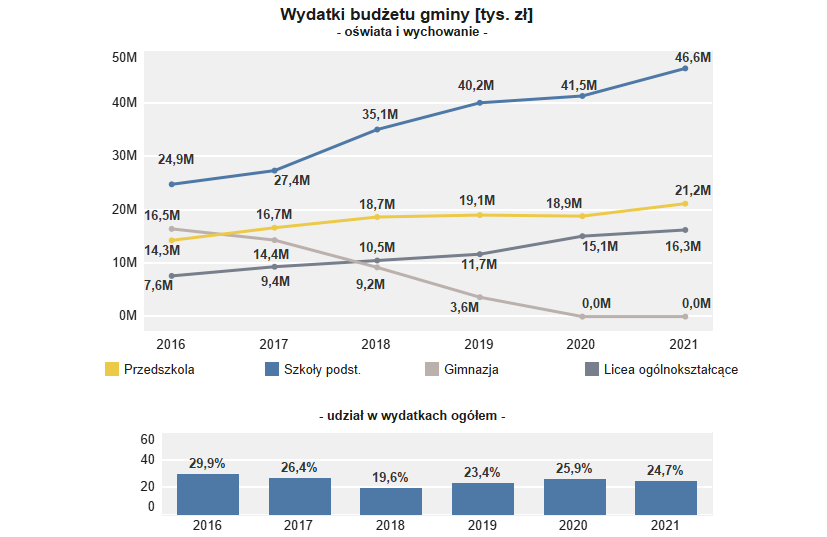 Wydatki budżetu gminy [tys. zł]
- oświata i wychowanie -
50M
46,6M
40M
40,2M
41,5M
35,1M
30M
24,9M
27,4M
20M
21,2M
16,5M
16,7M
18,7M
19,1M
18,9M
14,3M
14,4M
10,5M
11,7M
15,1M
16,3M
10M
7,6M
9,4M
9,2M
3,6M
0,0M
0,0M
0M
2016 2017 2018 2019 2020 2021
Przedszkola Szkoły podst. Gimnazja Licea ogólnokształcące
- udział w wydatkach ogółem -
60
40
29,9% 26,4% 19,6% 23,4% 25,9% 24,7%
20
0
2016 2017 2018 2019 2020 2021